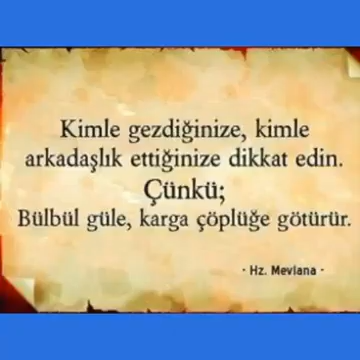 Kimle gezdiğinize, kimle
arkadaşlık ettiğinize dikkat edin.
Çünkü;
Bülbül güle, karga çöplüğe götürür.
· Hz. Mevlana ·